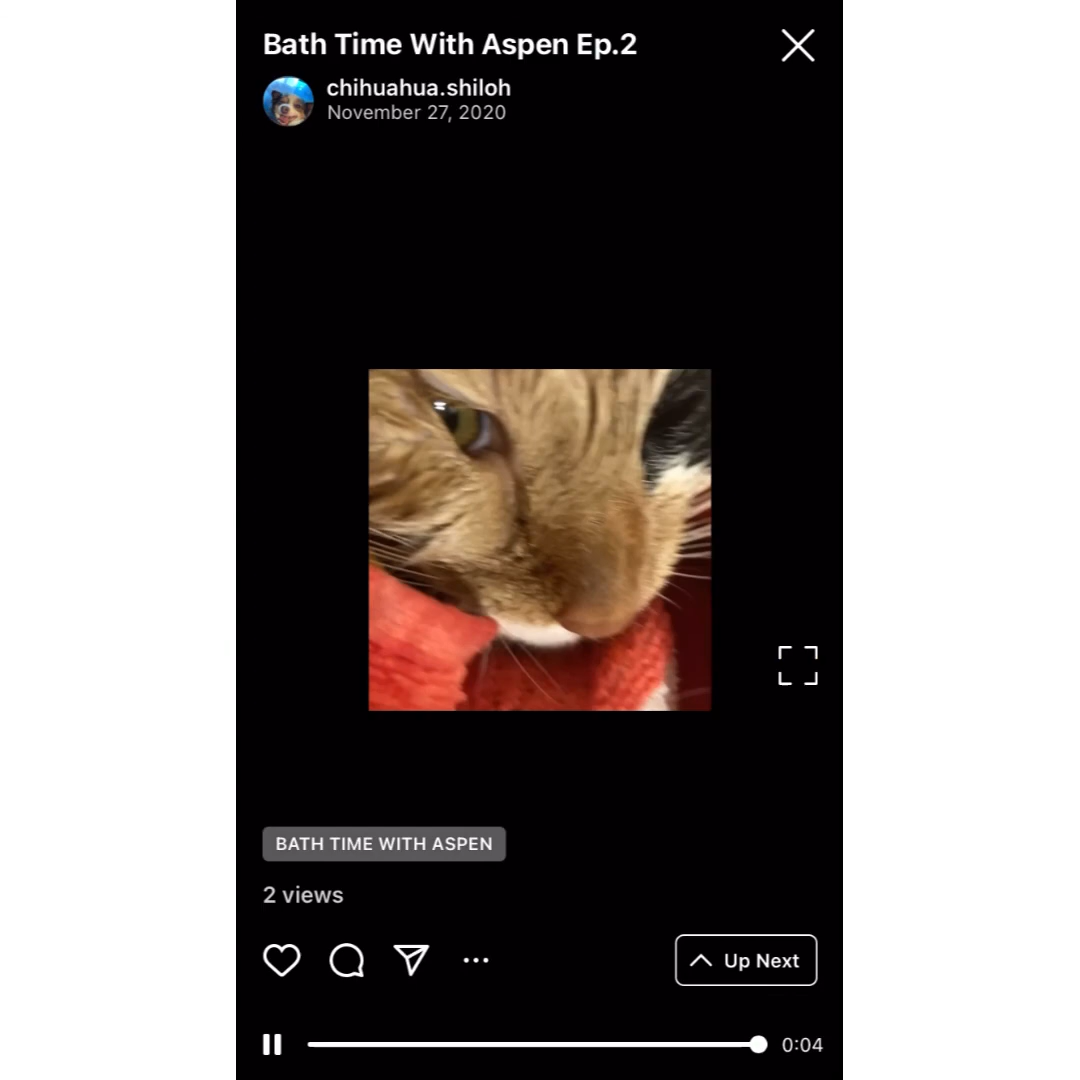 Bath Time With Aspen Ep.2
chihuahua.shiloh
November 27, 2020
BATH TIME WITH ASPEN
2 views
Up Next
0:04